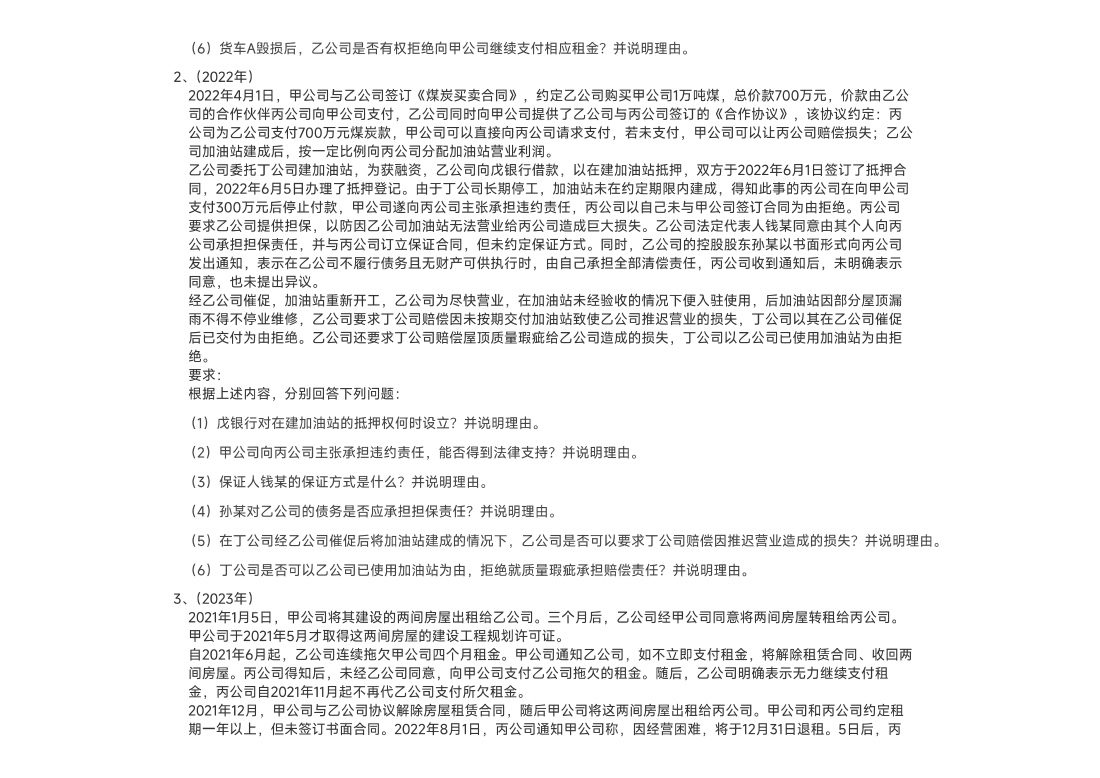 （6）货车A毁损后，乙公司是否有权拒绝向甲公司继续支付相应租金？并说明理由。
2、（2022年）
2022年4月1日，甲公司与乙公司签订《煤炭买卖合同》，约定乙公司购买甲公司1万吨煤，总价款700万元，价款由乙公
司的合作伙伴丙公司向甲公司支付，乙公司同时向甲公司提供了乙公司与丙公司签订的《合作协议》，该协议约定：丙
公司为乙公司支付700万元煤炭款，甲公司可以直接向丙公司请求支付，若未支付，甲公司可以让丙公司赔偿损失；乙公
司加油站建成后，按一定比例向丙公司分配加油站营业利润。
乙公司委托丁公司建加油站，为获融资，乙公司向戊银行借款，以在建加油站抵押，双方于2022年6月1日签订了抵押合
同，2022年6月5日办理了抵押登记。由于丁公司长期停工，加油站未在约定期限内建成，得知此事的丙公司在向甲公司
支付300万元后停止付款，甲公司遂向丙公司主张承担违约责任，丙公司以自己未与甲公司签订合同为由拒绝。丙公司
要求乙公司提供担保，以防因乙公司加油站无法营业给丙公司造成巨大损失。乙公司法定代表人钱某同意由其个人向丙
公司承担担保责任，并与丙公司订立保证合同，但未约定保证方式。同时，乙公司的控股股东孙某以书面形式向丙公司
发出通知，表示在乙公司不履行债务且无财产可供执行时，由自己承担全部清偿责任，丙公司收到通知后，未明确表示
同意，也未提出异议。
经乙公司催促，加油站重新开工，乙公司为尽快营业，在加油站未经验收的情况下便入驻使用，后加油站因部分屋顶漏
雨不得不停业维修，乙公司要求丁公司赔偿因未按期交付加油站致使乙公司推迟营业的损失，丁公司以其在乙公司催促
后已交付为由拒绝。乙公司还要求丁公司赔偿屋顶质量瑕疵给乙公司造成的损失，丁公司以乙公司已使用加油站为由拒
绝。
要求：
根据上述内容，分别回答下列问题：
（1）戊银行对在建加油站的抵押权何时设立？并说明理由。
（2）甲公司向丙公司主张承担违约责任，能否得到法律支持？并说明理由。
（3）保证人钱某的保证方式是什么？并说明理由。
（4）孙某对乙公司的债务是否应承担担保责任？并说明理由。
（5）在丁公司经乙公司催促后将加油站建成的情况下，乙公司是否可以要求丁公司赔偿因推迟营业造成的损失？并说明理由。
（6）丁公司是否可以乙公司已使用加油站为由，拒绝就质量瑕疵承担赔偿责任？并说明理由。
3、（2023年）
2021年1月5日，甲公司将其建设的两间房屋出租给乙公司。三个月后，乙公司经甲公司同意将两间房屋转租给丙公司。
甲公司于2021年5月才取得这两间房屋的建设工程规划许可证。
自2021年6月起，乙公司连续拖欠甲公司四个月租金。甲公司通知乙公司，如不立即支付租金，将解除租赁合同、收回两
间房屋。丙公司得知后，未经乙公司同意，向甲公司支付乙公司拖欠的租金。随后，乙公司明确表示无力继续支付租
金，丙公司自2021年11月起不再代乙公司支付所欠租金。
2021年12月，甲公司与乙公司协议解除房屋租赁合同，随后甲公司将这两间房屋出租给丙公司。甲公司和丙公司约定租
期一年以上，但未签订书面合同。2022年8月1日，丙公司通知甲公司称，因经营困难，将于12月31日退租。5日后，丙